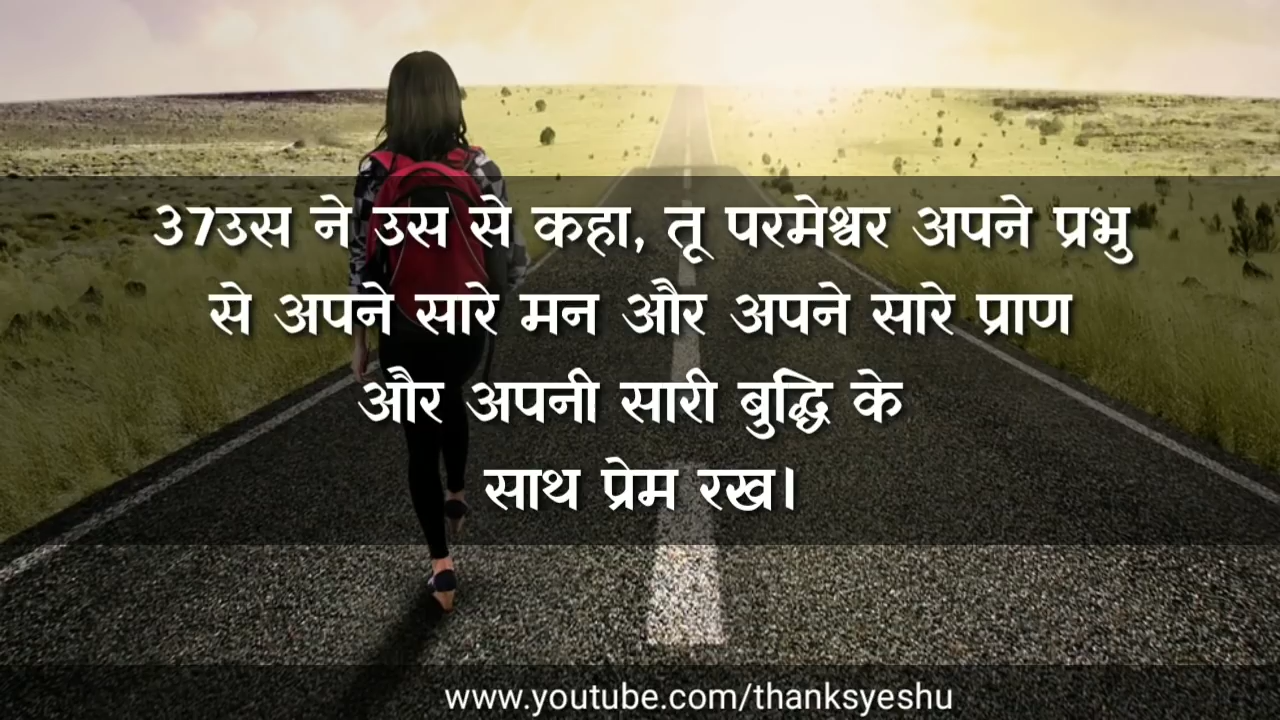 37उस ने उस से कहा, तू परमेश्वर अपने प्रभु
से अपने सारे मन और अपने सारे प्राण
और अपनी सारी बुद्धि के
साथ प्रेम रख।
www.youtube.com/thanksyeshu